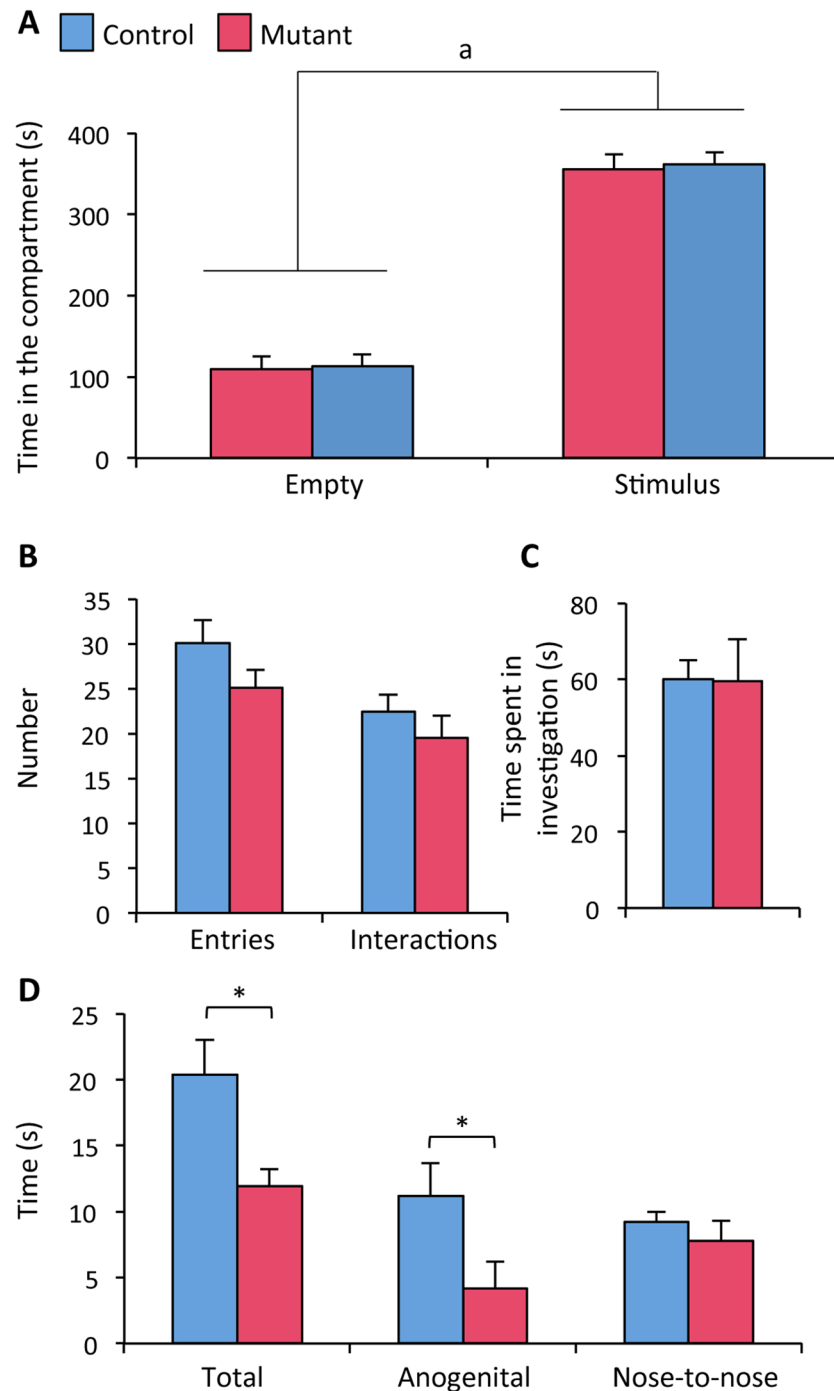 A
Control
Mutant
a
Time in the compartment (s)
400
300
200
100
0
Empty
Stimulus
B
Number
35
30
25
20
15
10
5
0
Entries
Interactions
C
Time spent in
investigation (s)
80
60
40
20
0
D
Time (s)
25
20
15
10
5
0
*
*
Total
Anogenital
Nose-to-nose